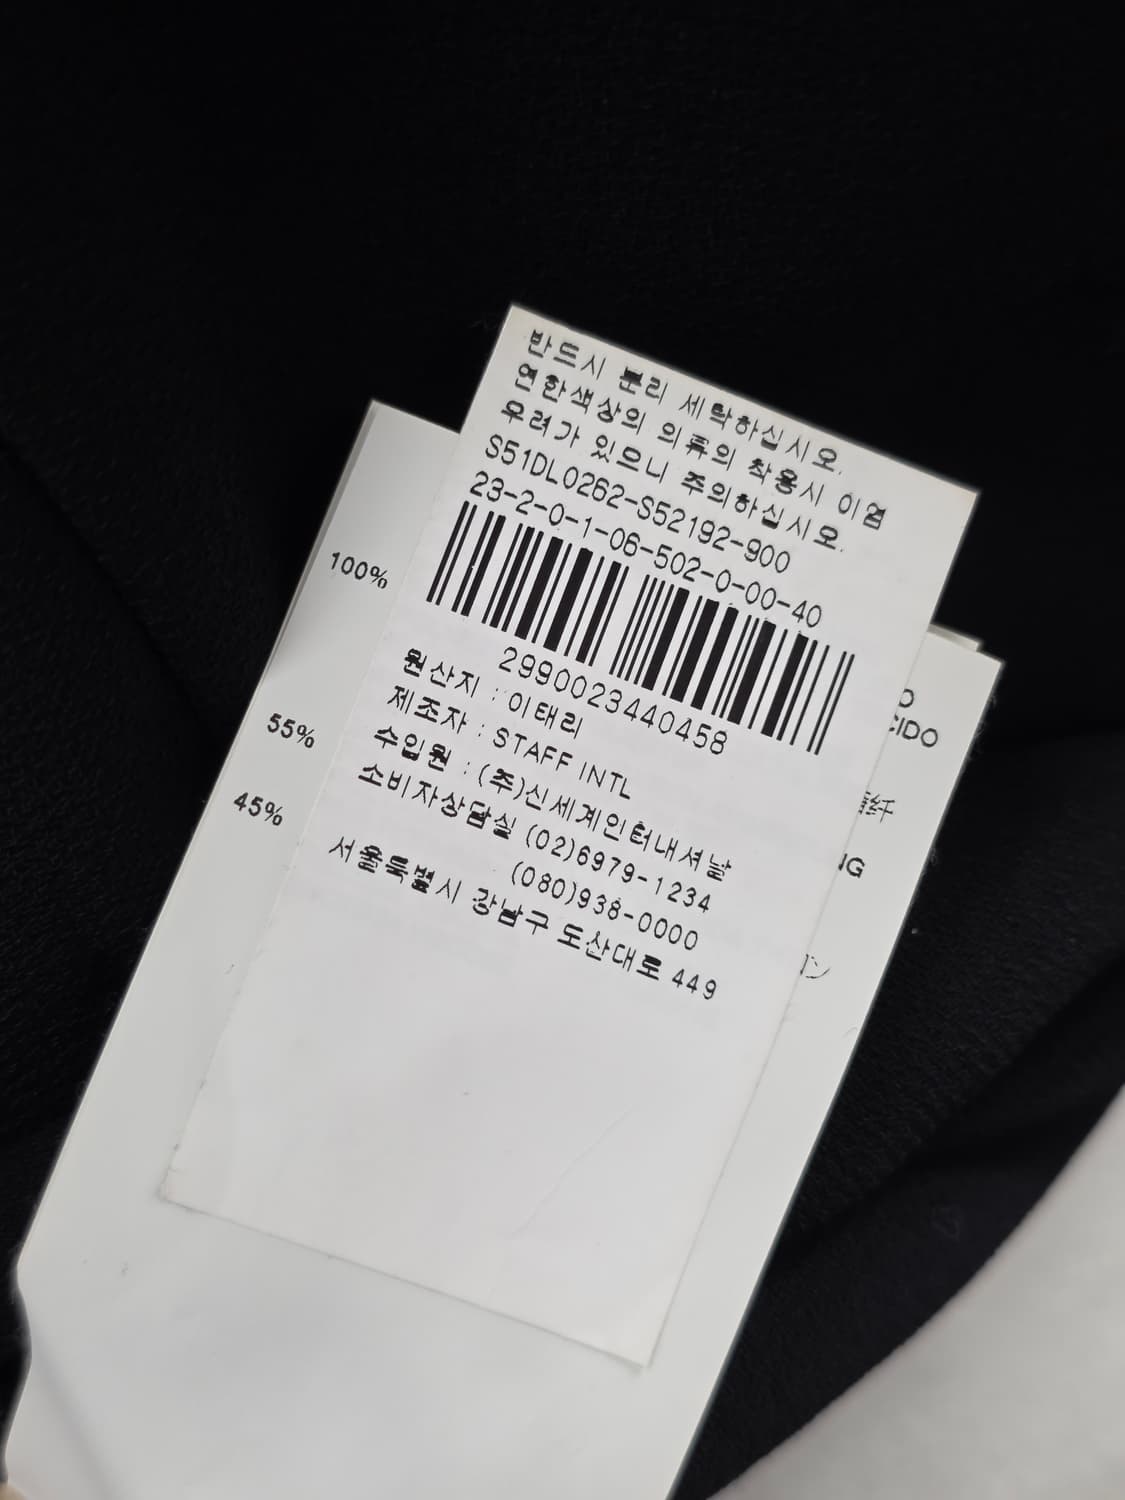 반드시 분리 세탁하십시오.
연한색상의 의류의 착용시 이염
우려가 있으니 주의하십시오.
S51DL0262-S52192-900
23-2-0-1-06-502-0-00-40
2990023440458
원산지 : 이태리
제조자 : STAFF INTL
수입원 : (주)신세계인터내셔날
소비자상담실 (02)6979-1234
(080)938-0000
서울특별시 강남구 도산대로 449
100%
55%
45%
O
CIDO
纤
NG
ン